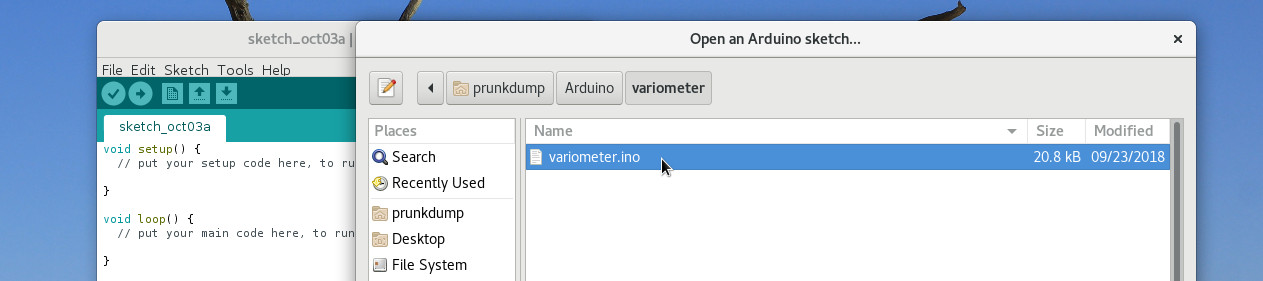 sketch_oct03a |
Open an Arduino sketch...
File Edit Sketch Tools Help
prunkdump Arduino variometer
sketch_oct03a
Places
Name Size Modified
void setup() {
// put your setup code here, to ru
Search
variometer.ino 20.8 kB 09/23/2018
Recently Used
}
prunkdump
void loop() {
// put your main code here, to run
Desktop
}
File System